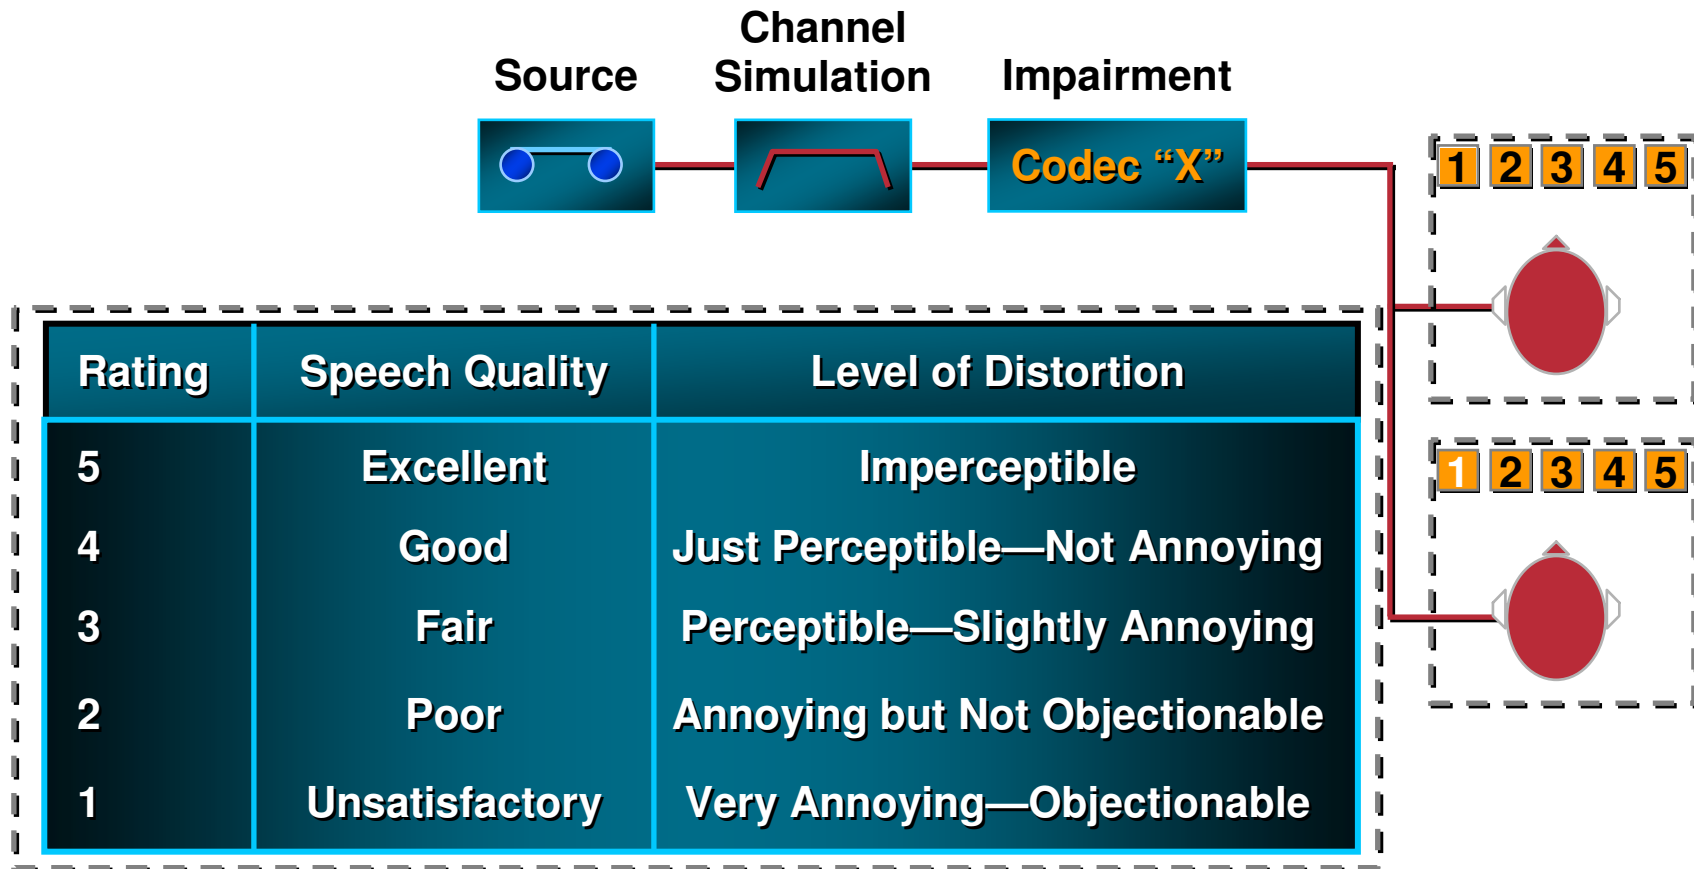 Channel
Source Simulation Impairment
Codec “X”
1 2 3 4 5
1 2 3 4 5
Rating Speech Quality Level of Distortion
5 Excellent Imperceptible
4 Good Just Perceptible—Not Annoying
3 Fair Perceptible—Slightly Annoying
2 Poor Annoying but Not Objectionable
1 Unsatisfactory Very Annoying—Objectionable